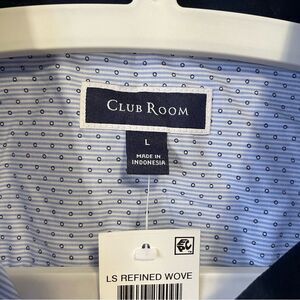 CLUB ROOM
L
MADE IN
INDONESIA
LS REFINED WOVE